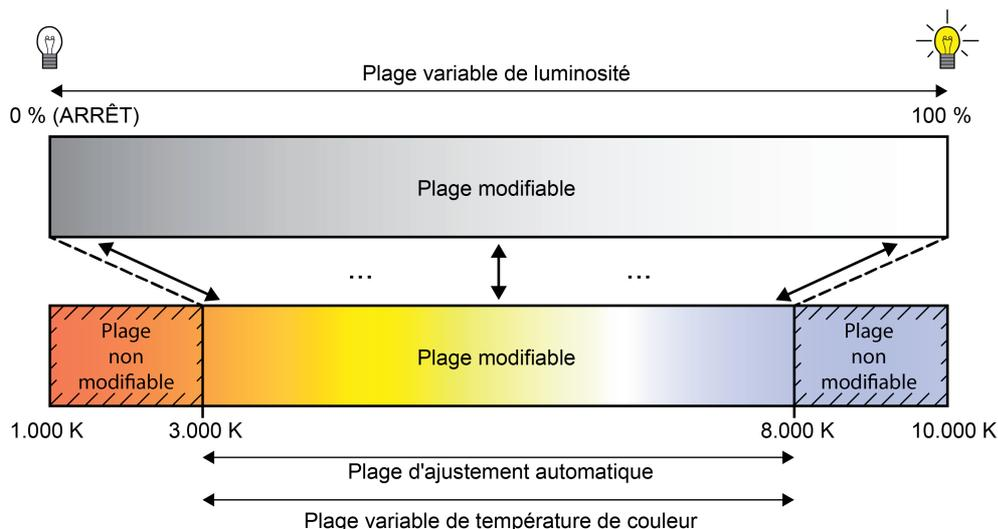 Plage variable de luminosité
0 % (ARRÊT)
100 %
Plage modifiable
...
...
Plage
non
modifiable
Plage modifiable
Plage
non
modifiable
1.000 K
3.000 K
8.000 K
10.000 K
Plage d'ajustement automatique
Plage variable de température de couleur